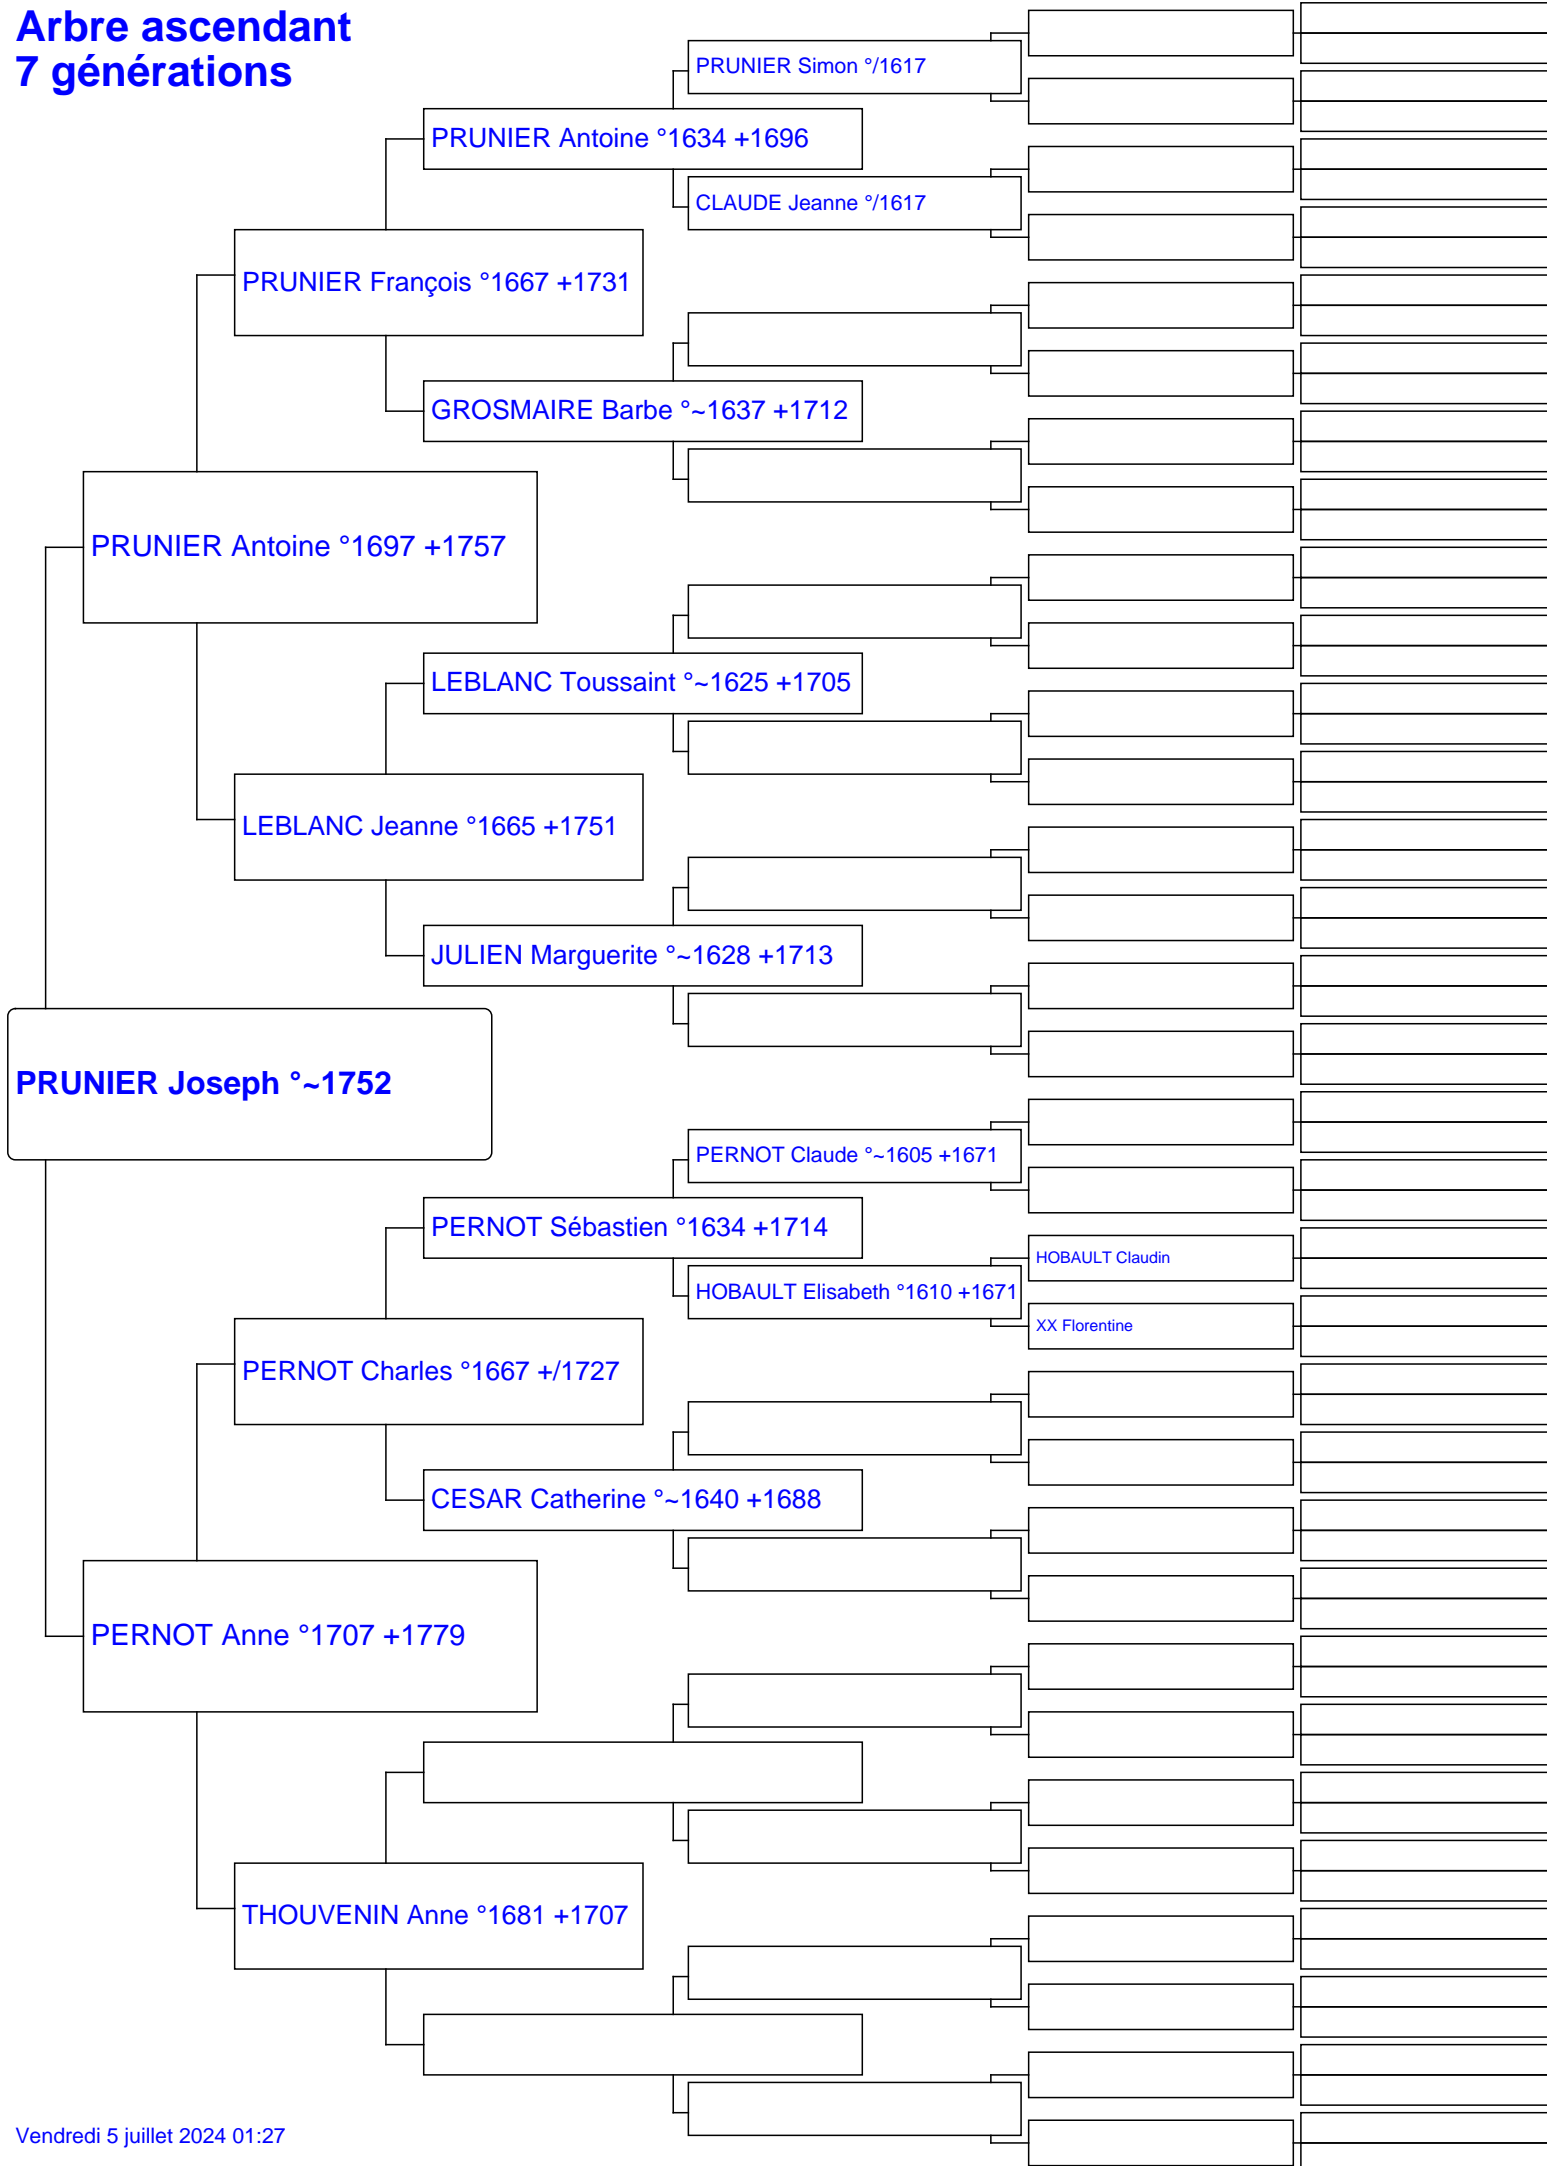 Arbre ascendant
7 générations
PRUNIER Simon °/1617
PRUNIER Antoine °1634 +1696
CLAUDE Jeanne °/1617
PRUNIER François °1667 +1731
GROSMAIRE Barbe °~1637 +1712
PRUNIER Antoine °1697 +1757
LEBLANC Toussaint °~1625 +1705
LEBLANC Jeanne °1665 +1751
JULIEN Marguerite °~1628 +1713
PRUNIER Joseph °~1752
PERNOT Claude °~1605 +1671
PERNOT Sébastien °1634 +1714
HOBAULT Claudin
HOBAULT Elisabeth °1610 +1671
XX Florentine
PERNOT Charles °1667 +/1727
CESAR Catherine °~1640 +1688
PERNOT Anne °1707 +1779
THOUVENIN Anne °1681 +1707
Vendredi 5 juillet 2024 01:27